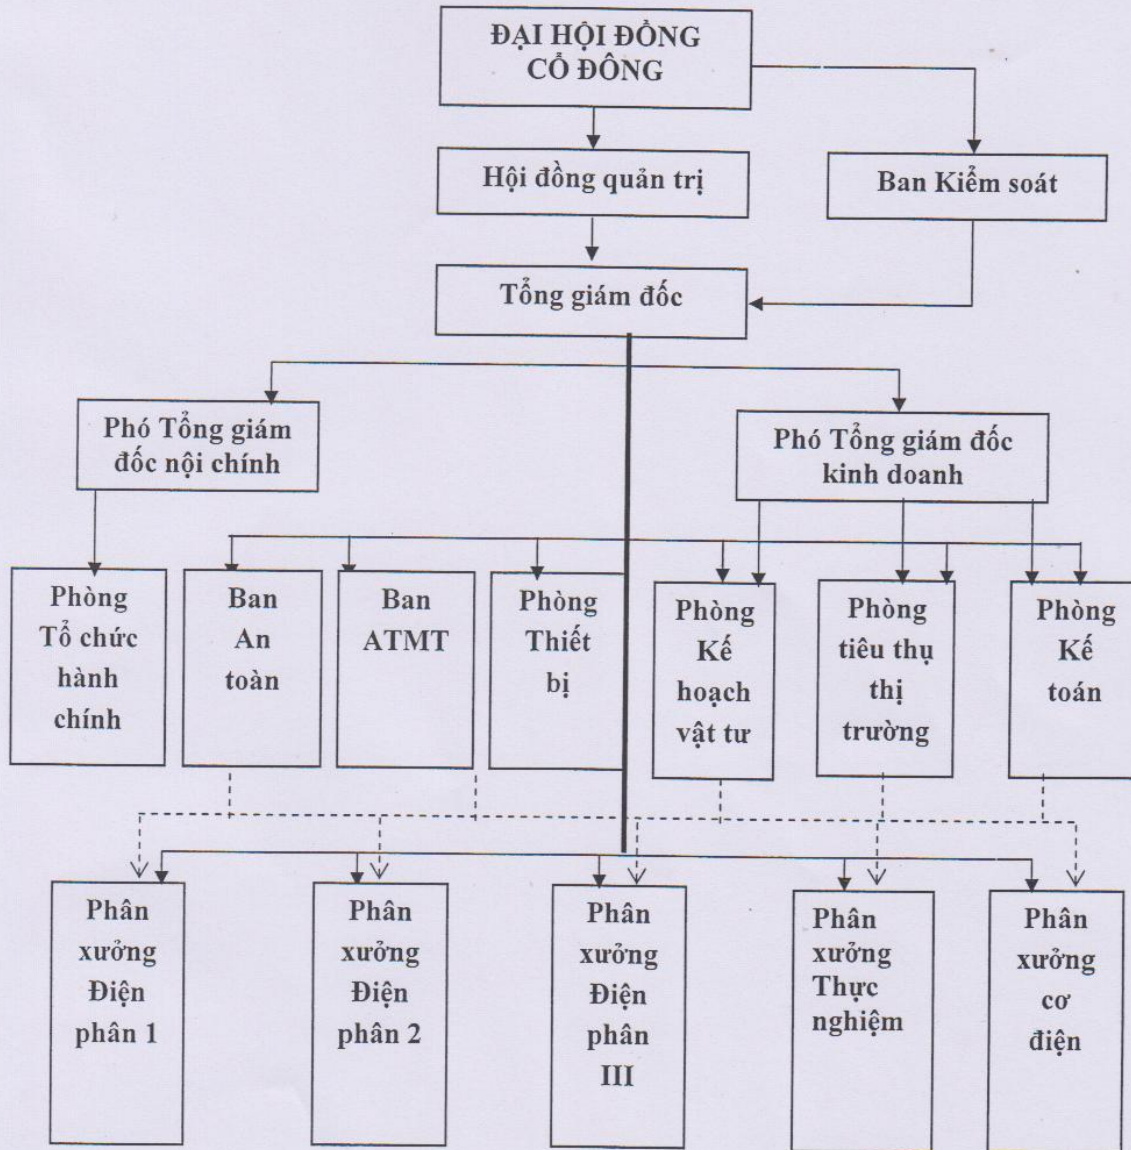 ĐẠI HỘI ĐỒNG
CỔ ĐÔNG
Hội đồng quản trị
Ban Kiểm soát
Tổng giám đốc
Phó Tổng giám
đốc nội chính
Phó Tổng giám đốc
kinh doanh
Phòng
Tổ chức
hành
chính
Ban
An
toàn
Ban
ATMT
Phòng
Thiết
bị
Phòng
Kế
hoạch
vật tư
Phòng
tiêu thụ
thị
trường
Phòng
Kế
toán
Phân
xưởng
Điện
phân 1
Phân
xưởng
Điện
phân 2
Phân
xưởng
Điện
phân
III
Phân
xưởng
Thực
nghiệm
Phân
xưởng
cơ
điện